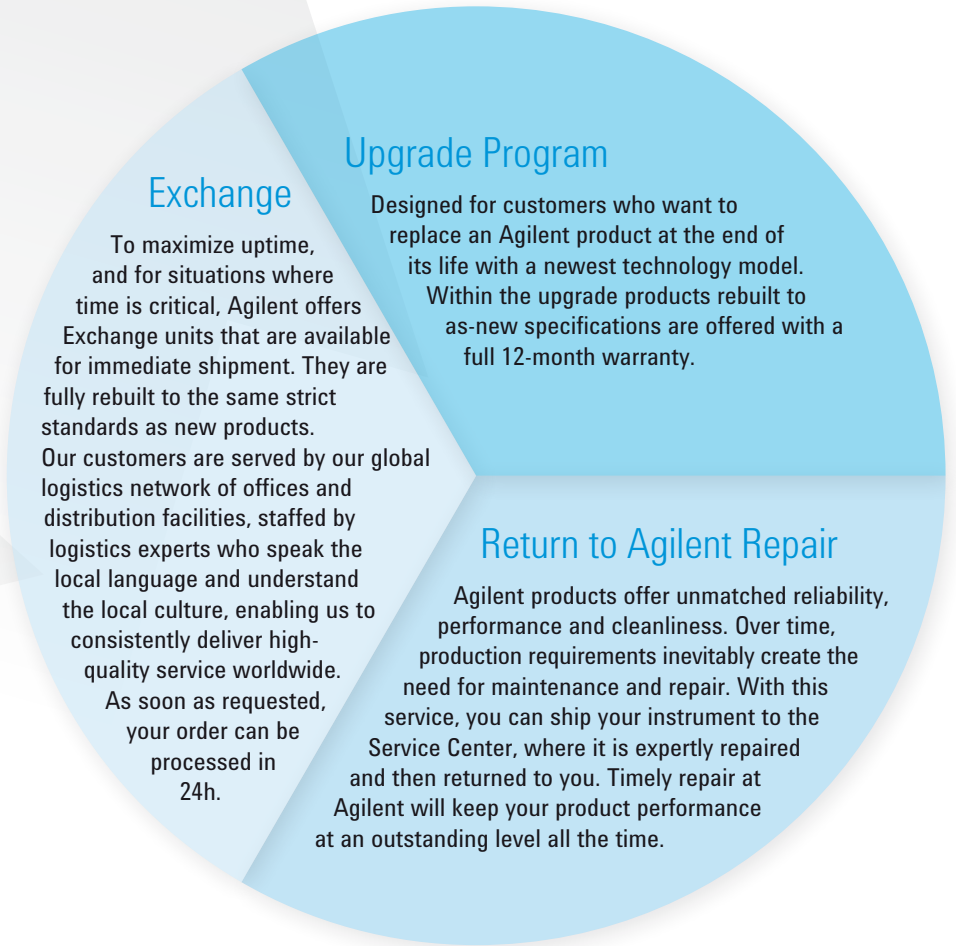 Upgrade Program
Designed for customers who want to
replace an Agilent product at the end of
its life with a newest technology model.
Within the upgrade products rebuilt to
as-new specifications are offered with a
full 12-month warranty.
Exchange
To maximize uptime,
and for situations where
time is critical, Agilent offers
Exchange units that are available
for immediate shipment. They are
fully rebuilt to the same strict
standards as new products.
Our customers are served by our global
logistics network of offices and
distribution facilities, staffed by
logistics experts who speak the
local language and understand
the local culture, enabling us to
consistently deliver high-
quality service worldwide.
As soon as requested,
your order can be
processed in
24h.
Return to Agilent Repair
Agilent products offer unmatched reliability,
performance and cleanliness. Over time,
production requirements inevitably create the
need for maintenance and repair. With this
service, you can ship your instrument to the
Service Center, where it is expertly repaired
and then returned to you. Timely repair at
Agilent will keep your product performance
at an outstanding level all the time.